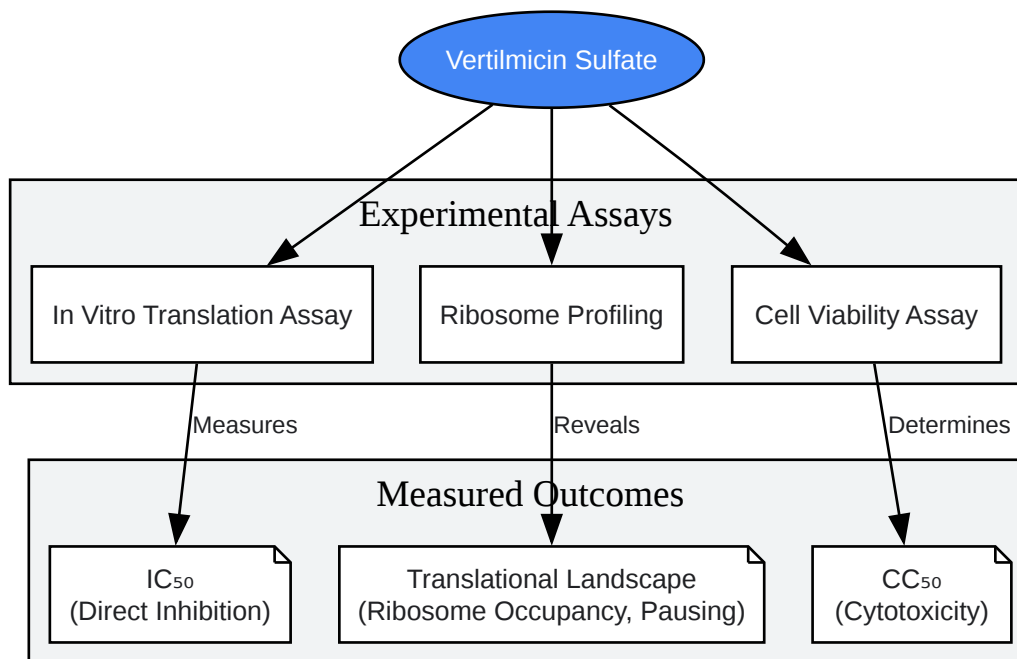 Vertilmicin Sulfate
Experimental Assays
In Vitro Translation Assay
Ribosome Profiling
Cell Viability Assay
Measures
Reveals
Determines
Measured Outcomes
IC₅₀
(Direct Inhibition)
Translational Landscape
(Ribosome Occupancy, Pausing)
CC₅₀
(Cytotoxicity)